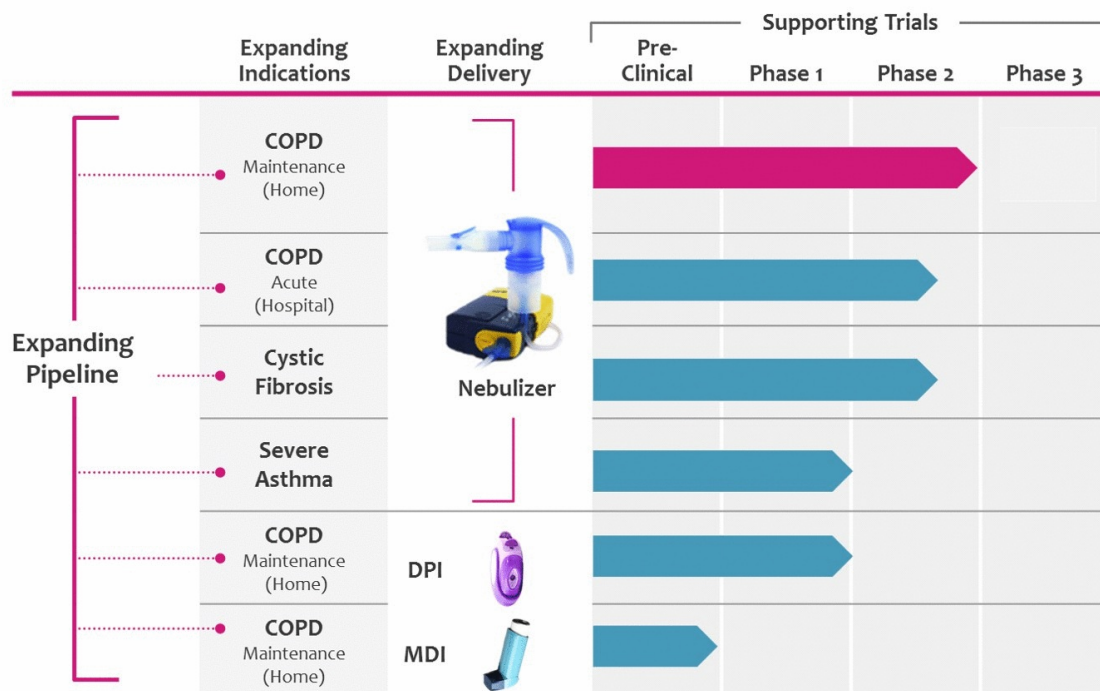 Supporting Trials
Expanding
Indications
Expanding
Delivery
Pre-
Clinical
Phase 1
Phase 2
Phase 3
Expanding
Pipeline
COPD
Maintenance
(Home)
COPD
Acute
(Hospital)
Cystic
Fibrosis
Severe
Asthma
Nebulizer
COPD
Maintenance
(Home)
DPI
COPD
Maintenance
(Home)
MDI